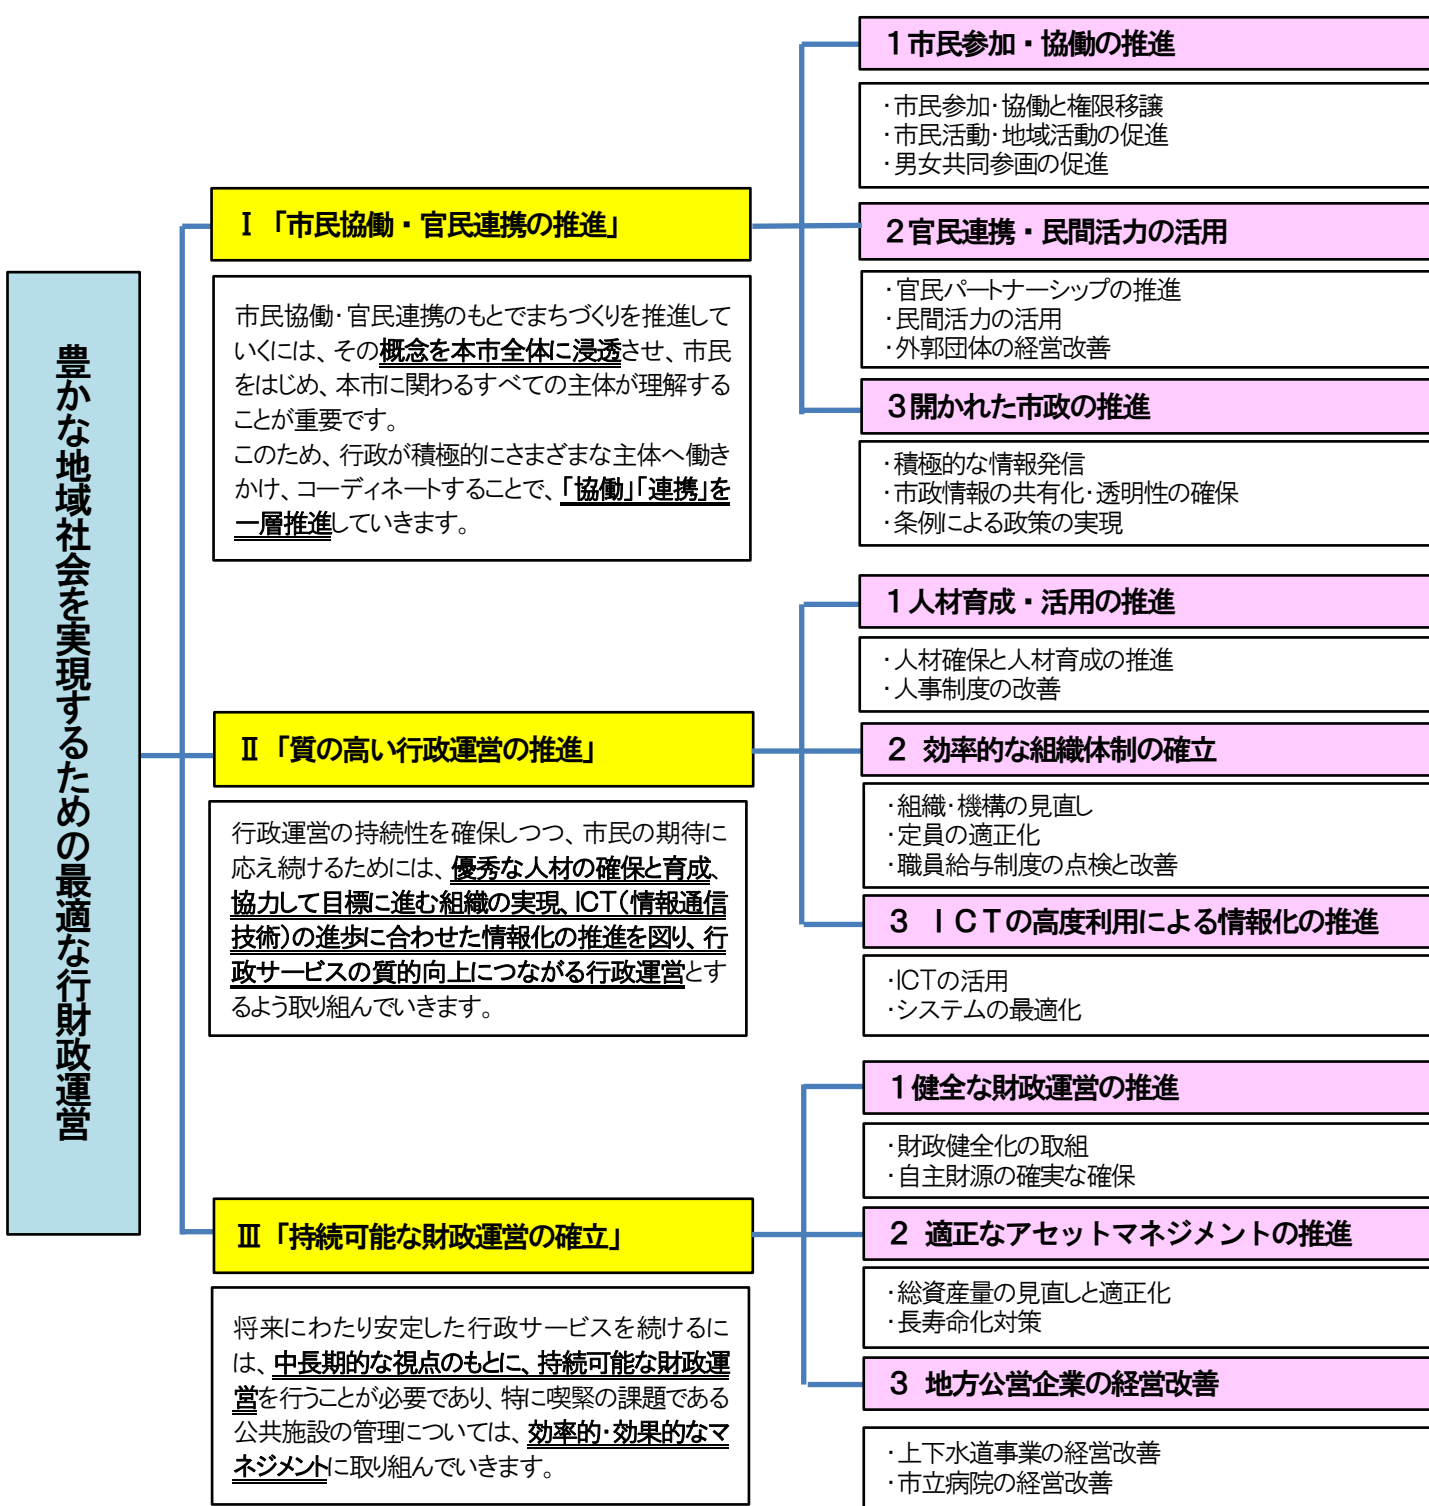 豊かな地域社会を実現するための最適な行財政運営
Ⅰ 「市民協働・官民連携の推進」
市民協働・官民連携のもとでまちづくりを推進して
いくには、その概念を本市全体に浸透させ、市民
をはじめ、本市に関わるすべての主体が理解する
ことが重要です。
このため、行政が積極的にさまざまな主体へ働き
かけ、コーディネートすることで、「協働」「連携」を
一層推進していきます。
1市民参加・協働の推進
・市民参加・協働と権限移譲
・市民活動・地域活動の促進
・男女共同参画の促進
2官民連携・民間活力の活用
・官民パートナーシップの推進
・民間活力の活用
・外郭団体の経営改善
3開かれた市政の推進
・積極的な情報発信
・市政情報の共有化・透明性の確保
・条例による政策の実現
Ⅱ 「質の高い行政運営の推進」
行政運営の持続性を確保しつつ、市民の期待に
応え続けるためには、優秀な人材の確保と育成、
協力して目標に進む組織の実現、ICT（情報通信
技術）の進歩に合わせた情報化の推進を図り、行
政サービスの質的向上につながる行政運営とす
るよう取り組んでいきます。
1人材育成・活用の推進
・人材確保と人材育成の推進
・人事制度の改善
2 効率的な組織体制の確立
・組織・機構の見直し
・定員の適正化
・職員給与制度の点検と改善
3 ＩＣＴの高度利用による情報化の推進
・ICTの活用
・システムの最適化
Ⅲ 「持続可能な財政運営の確立」
将来にわたり安定した行政サービスを続けるに
は、中長期的な視点のもとに、持続可能な財政運
営を行うことが必要であり、特に喫緊の課題である
公共施設の管理については、効率的・効果的なマ
ネジメントに取り組んでいきます。
1健全な財政運営の推進
・財政健全化の取組
・自主財源の確実な確保
2 適正なアセットマネジメントの推進
・総資産量の見直しと適正化
・長寿命化対策
3 地方公営企業の経営改善
・上下水道事業の経営改善
・市立病院の経営改善